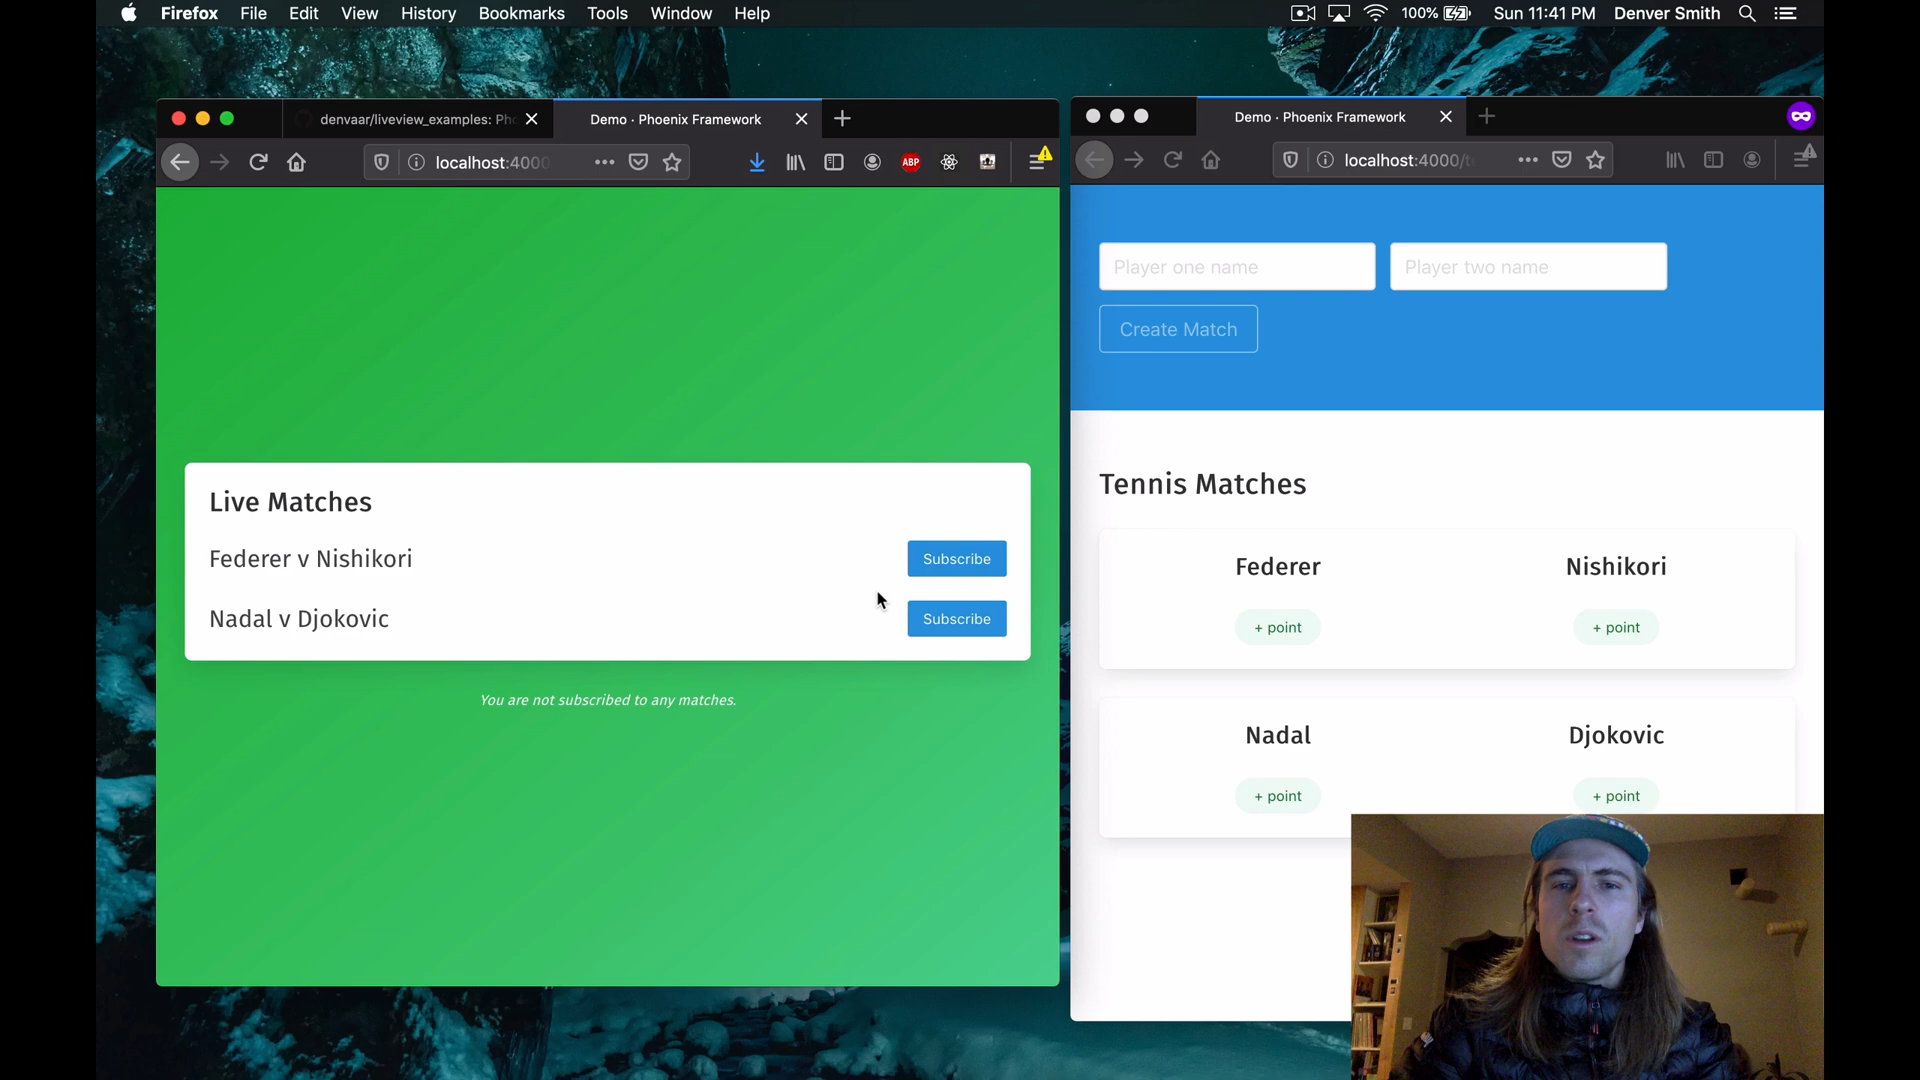 Firefox File Edit View History Bookmarks Tools Window Help
100% Sun 11:41 PM Denver Smith
denvaar/liveview_examples: Ph
Demo · Phoenix Framework
localhost:4000
ABP
Live Matches
Federer v Nishikori
Subscribe
Nadal v Djokovic
Subscribe
You are not subscribed to any matches.
Demo · Phoenix Framework
localhost:4000/t
Player one name
Player two name
Create Match
Tennis Matches
Federer
Nishikori
+ point
+ point
Nadal
Djokovic
+ point
+ point